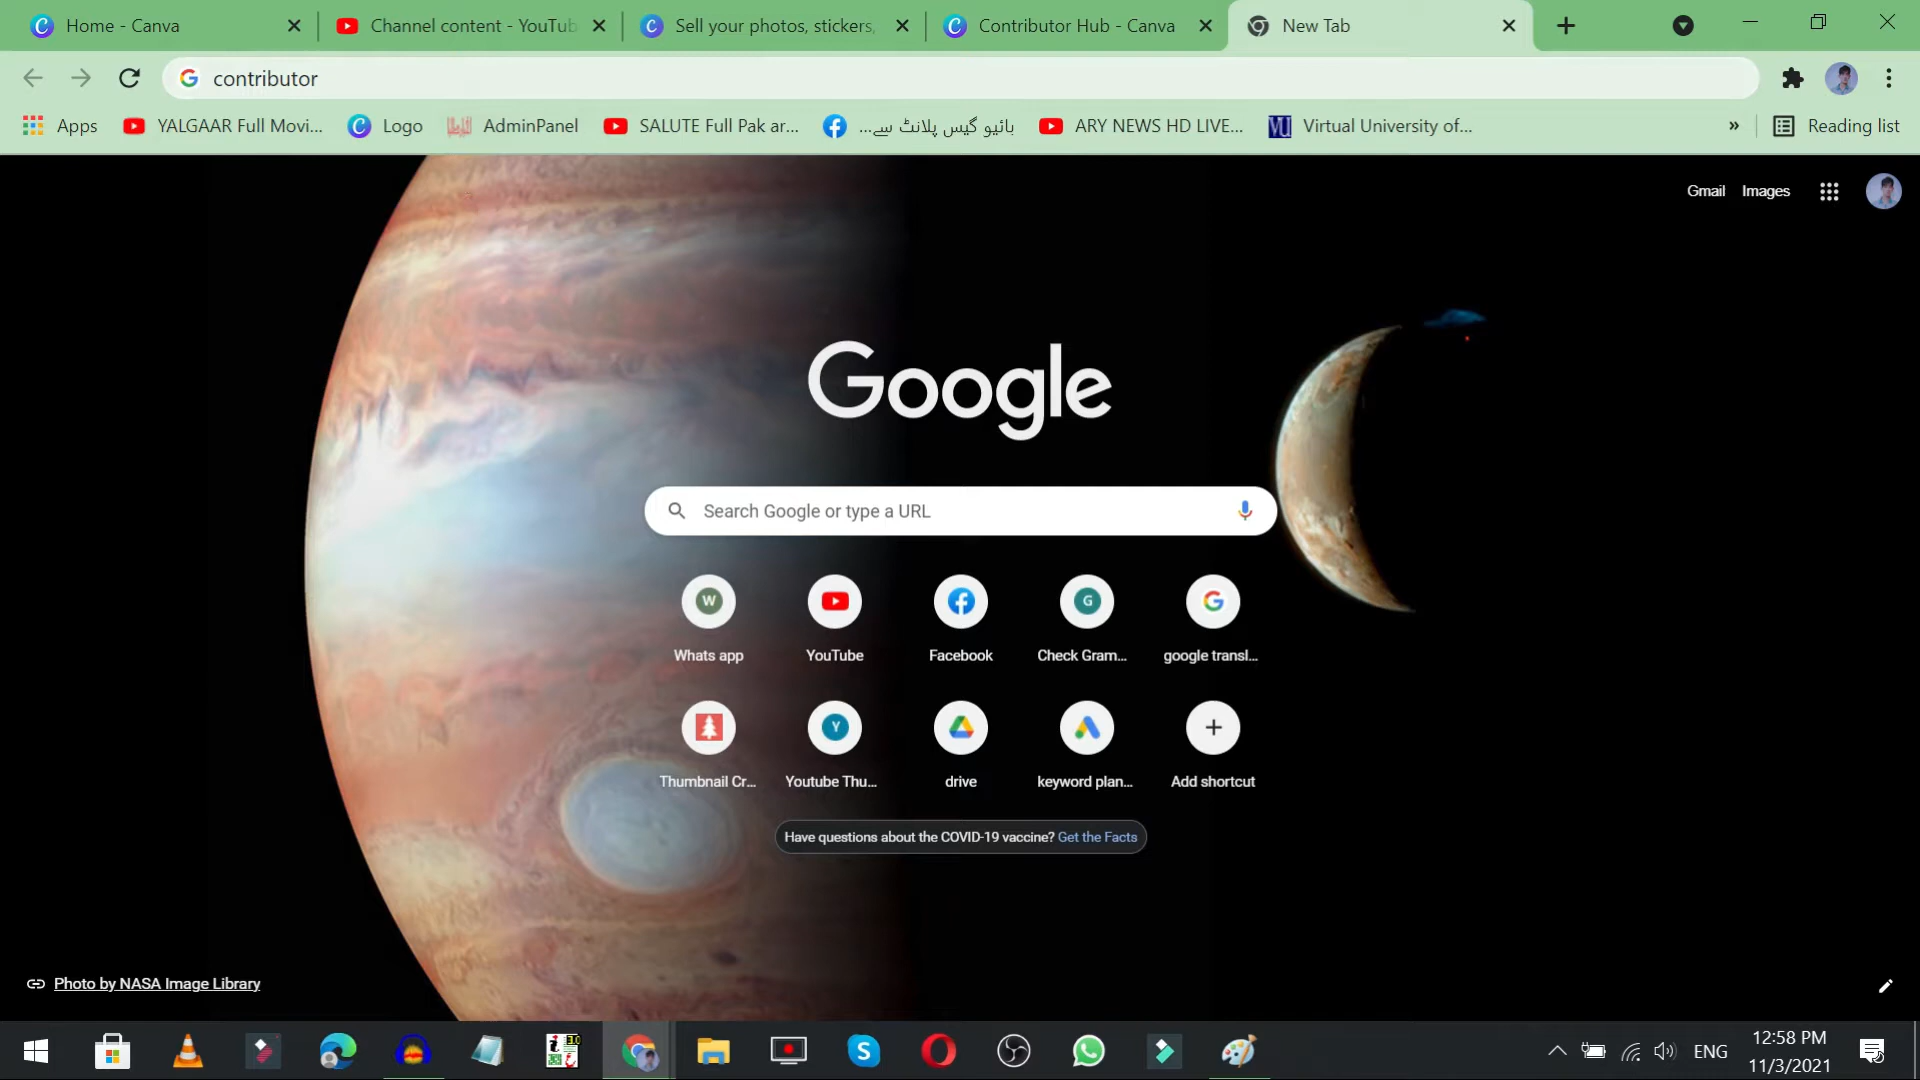 Home - Canva
Channel content - YouTub
Sell your photos, stickers,
Contributor Hub - Canva
New Tab
contributor
Apps
YALGAAR Full Movi...
Logo
AdminPanel
SALUTE Full Pak ar...
بائیو گیس پلانٹ سے...
ARY NEWS HD LIVE...
Virtual University of...
»
Reading list
Gmail Images
Google
Search Google or type a URL
Whats app
YouTube
Facebook
Check Gram...
google transl...
Thumbnail Cr...
Youtube Thu...
drive
keyword plan...
Add shortcut
Have questions about the COVID-19 vaccine? Get the Facts
Photo by NASA Image Library
ENG
12:58 PM
11/3/2021